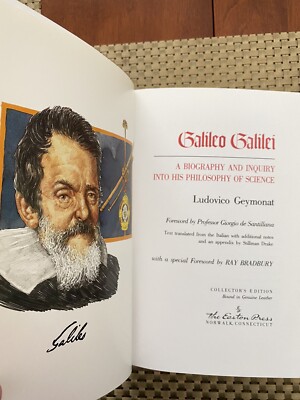 Galileo Galilei
A BIOGRAPHY AND INQUIRY
INTO HIS PHILOSOPHY OF SCIENCE
Ludovico Geymonat
Foreword by Professor Giorgio de Santillana
Text translated from the Italian with additional notes
and an appendix by Stillman Drake
with a special Foreword by RAY BRADBURY
COLLECTOR'S EDITION
Bound in Genuine Leather
The Easton Press
NORWALK, CONNECTICUT
Galileo